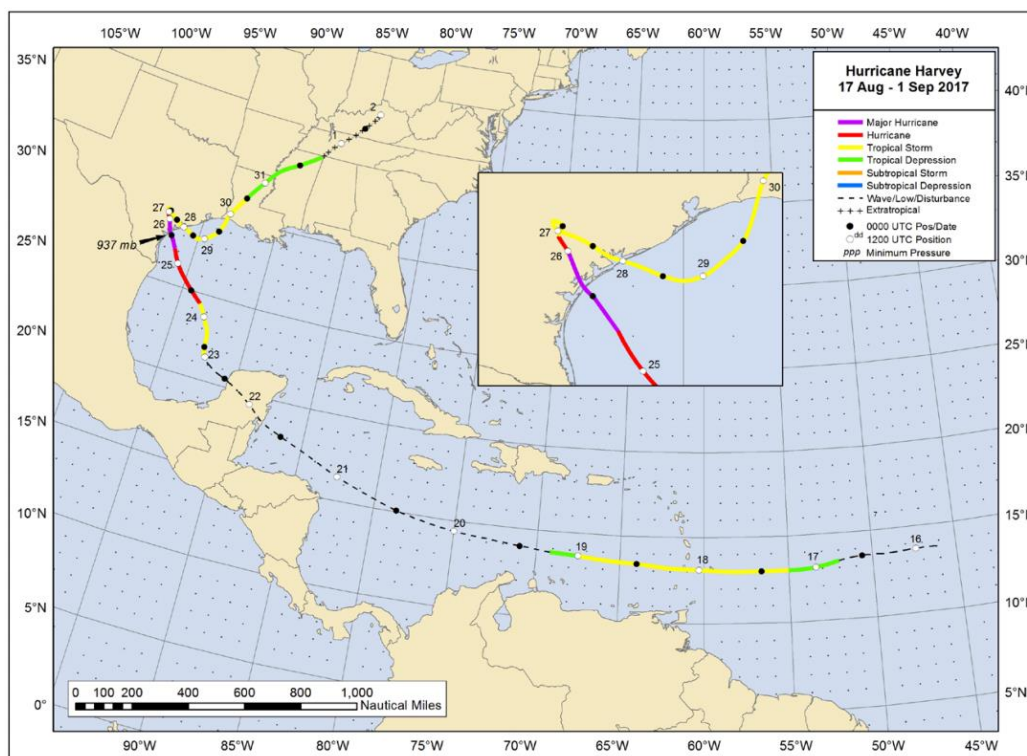 105°W 100°W 95°W 90°W 85°W 80°W 75°W 70°W 65°W 60°W 55°W 50°W 45°W 40°W
35°N
30°N
25°N
20°N
15°N
10°N
5°N
0°
40°N
35°N
30°N
25°N
20°N
15°N
10°N
5°N
Hurricane Harvey
17 Aug - 1 Sep 2017
Major Hurricane
Hurricane
Tropical Storm
Tropical Depression
Subtropical Storm
Subtropical Depression
Wave/Low/Disturbance
Extratropical
0000 UTC Pos/Date
dd 1200 UTC Position
ppp Minimum Pressure
2
31
30
27
28
26
29
937 mb
25
24
23
22
21
20
19
18
17
16
30
27
26
28
29
25
0 100 200 400 600 800 1,000
Nautical Miles
90°W 85°W 80°W 75°W 70°W 65°W 60°W 55°W 50°W 45°W